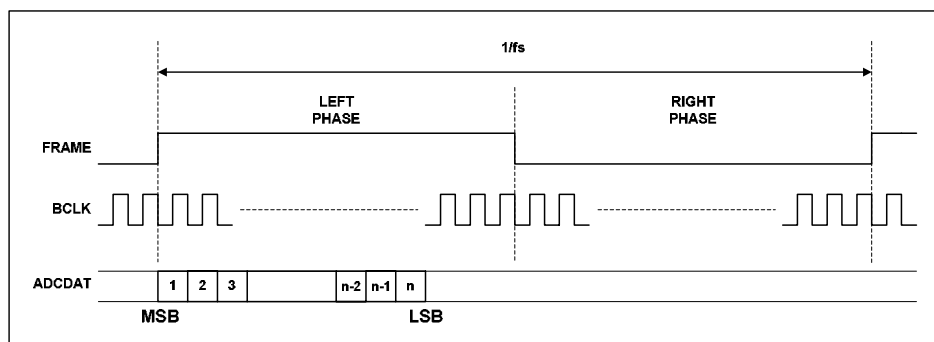 1/fs
LEFT
PHASE
RIGHT
PHASE
FRAME
BCLK
ADCDAT
1 2 3 n-2 n-1 n
MSB LSB